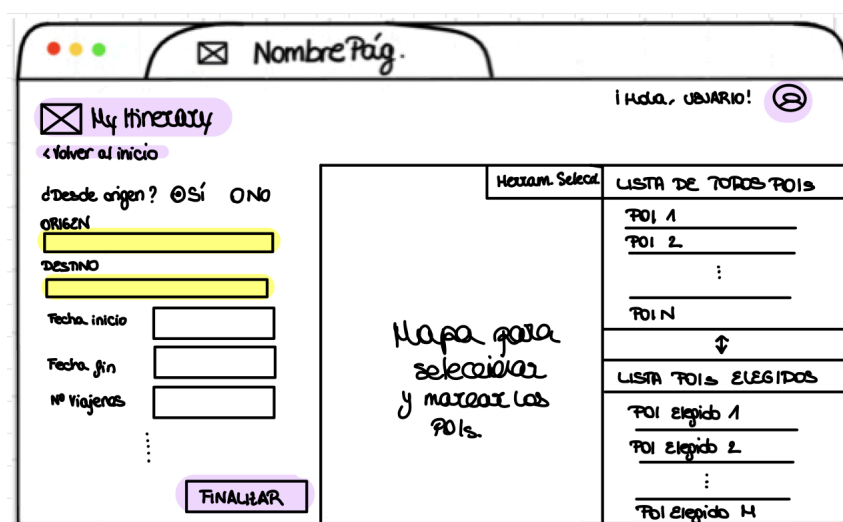 Nombre Pág.
¡Hola, USUARIO!
My Itinerary
< Volver al inicio
¿Desde origen? Sí NO
ORIGEN
DESTINO
Fecha inicio
Fecha fin
Nº Viajeros
⋮
FINALIZAR
Herram. Selecc.
Mapa para
seleccionar
y marcar los
POIs.
LISTA DE TODOS POIs
POI 1
POI 2
⋮
POI N
LISTA POIs ELEGIDOS
POI Elegido 1
POI Elegido 2
⋮
POI Elegido M